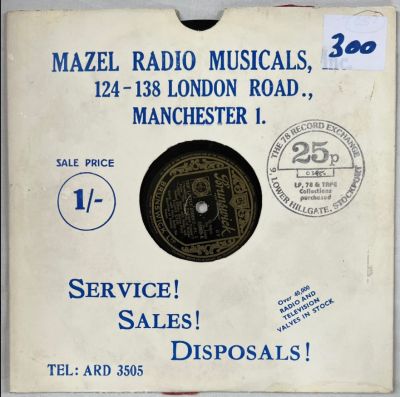 300
MAZEL RADIO MUSICALS, Inc.
124-138 LONDON ROAD.,
MANCHESTER 1.
SALE PRICE
1/-
THE 78 RECORD EXCHANGE
25p
LP, 78 & TAPE
Collections
purchased
9, LOWER HILLGATE, STOCKPORT
Brunswick
SERVICE!
SALES!
DISPOSALS!
Over 40,000
RADIO AND
TELEVISION
VALVES IN STOCK
TEL: ARD 3505